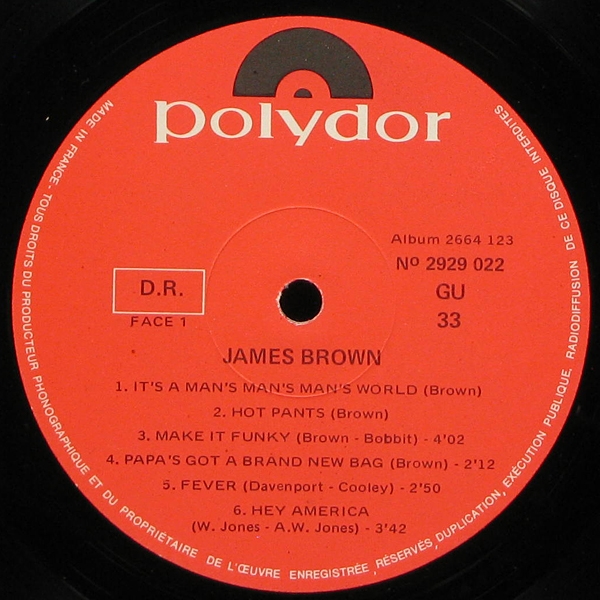 polydor
Album 2664 123
Nº 2929 022
D.R.
GU
FACE 1
33
JAMES BROWN
1. IT'S A MAN'S MAN'S MAN'S WORLD (Brown)
2. HOT PANTS (Brown)
3. MAKE IT FUNKY (Brown - Bobbit) - 4'02
4. PAPA'S GOT A BRAND NEW BAG (Brown) - 2'12
5. FEVER (Davenport - Cooley) - 2'50
6. HEY AMERICA
(W. Jones - A.W. Jones) - 3'42
MADE IN FRANCE - TOUS DROITS DU PRODUCTEUR PHONOGRAPHIQUE ET DU PROPRIETAIRE DE L'ŒUVRE ENREGISTRÉE RÉSERVÉS, DUPLICATION, EXÉCUTION PUBLIQUE, RADIODIFFUSION DE CE DISQUE INTERDITES